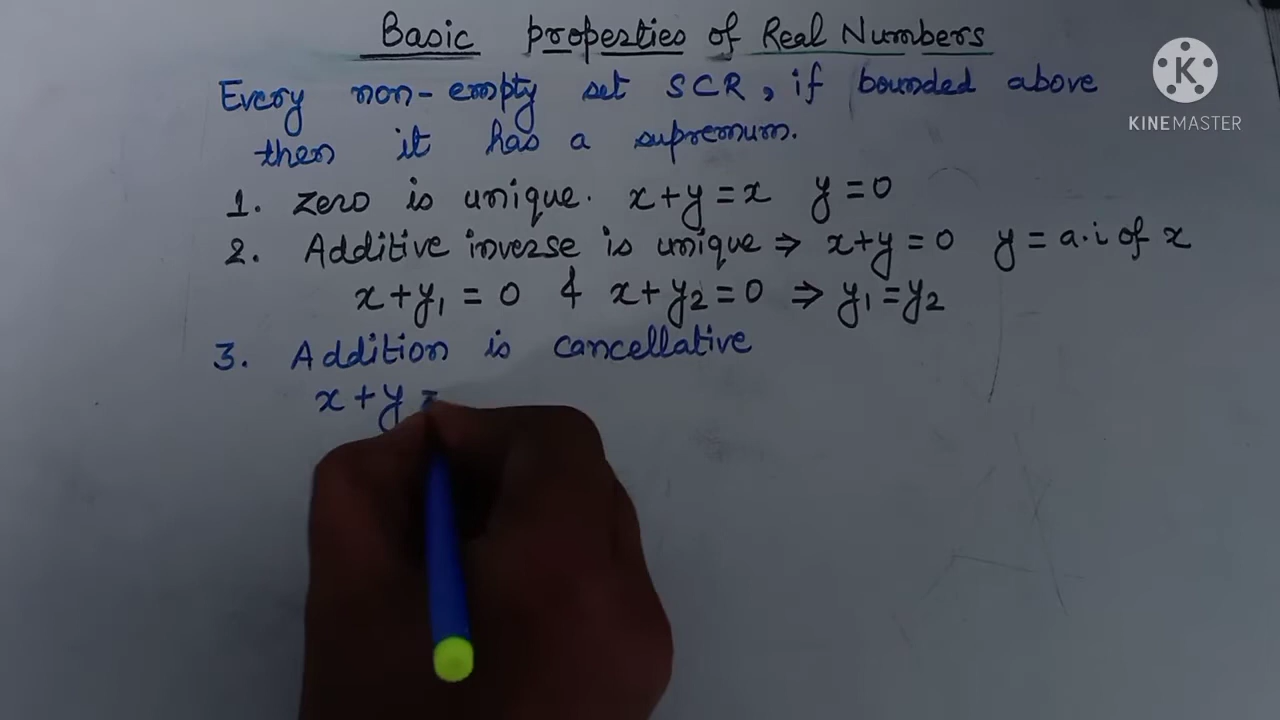 Basic properties of Real Numbers
Every non-empty set S⊂R, if bounded above
then it has a supremum.
1. Zero is unique. x+y=x y=0
2. Additive inverse is unique ⇒ x+y=0 y=a.i of x
x+y₁=0 & x+y₂=0 ⇒ y₁=y₂
3. Addition is cancellative
x+y =
K
KINEMASTER